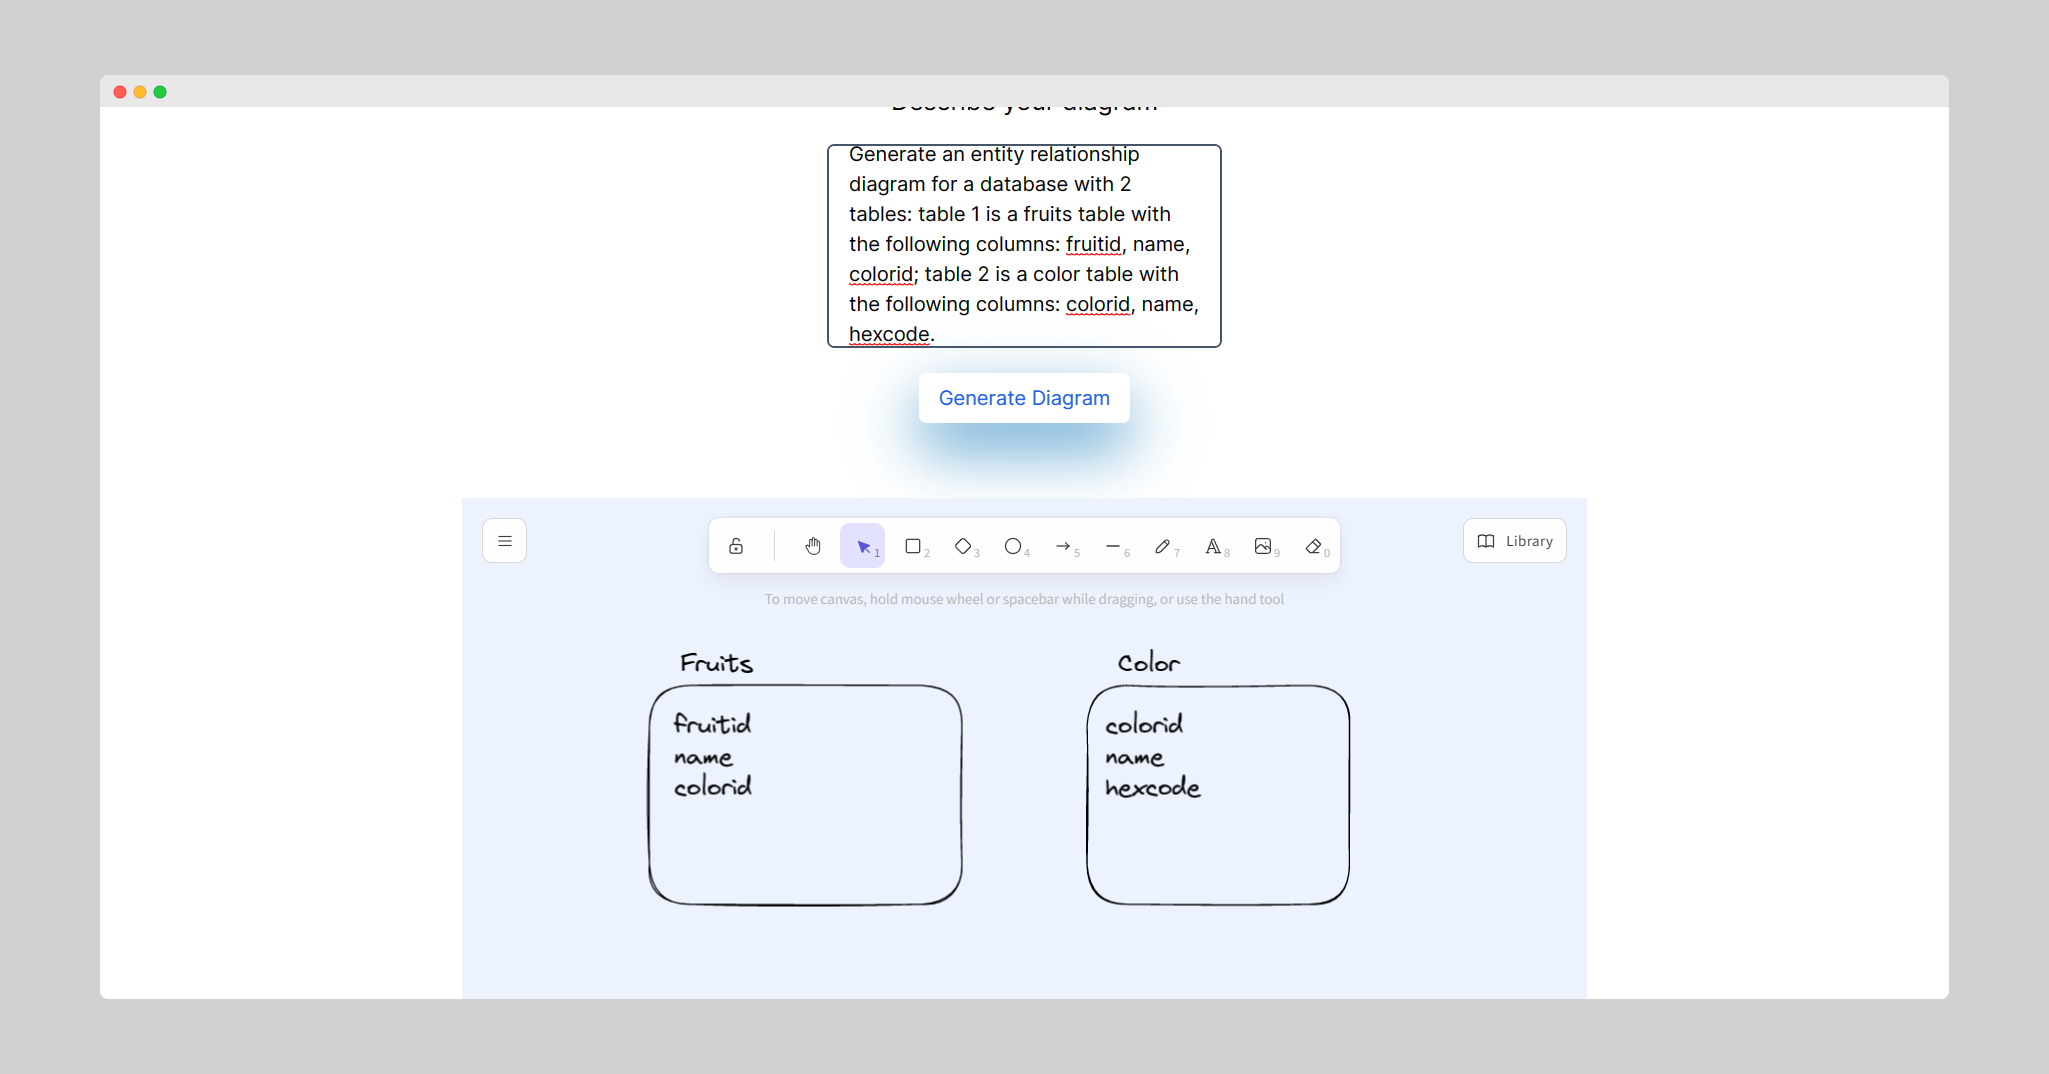 Describe your diagram
Generate an entity relationship
diagram for a database with 2
tables: table 1 is a fruits table with
the following columns: fruitid, name,
colorid; table 2 is a color table with
the following columns: colorid, name,
hexcode.
Generate Diagram
1 2 3 4 5 6 7 8 9 0
Library
To move canvas, hold mouse wheel or spacebar while dragging, or use the hand tool
Fruits
fruitid
name
colorid
Color
colorid
name
hexcode